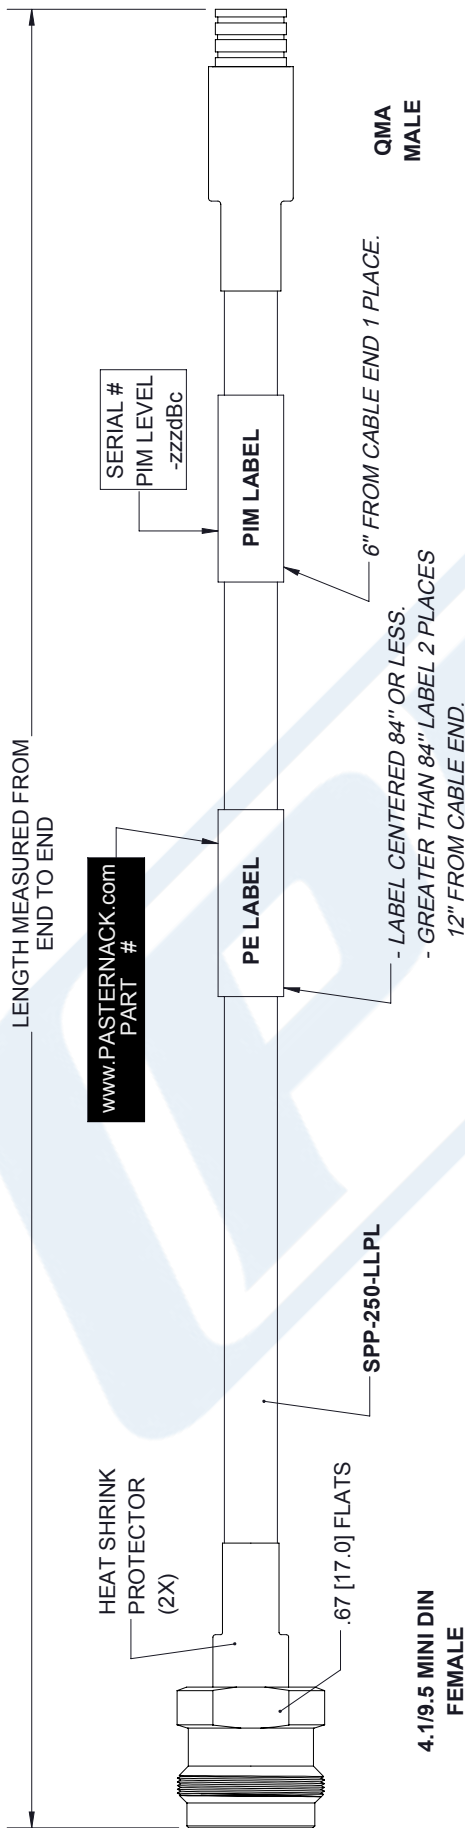 LENGTH MEASURED FROM
END TO END
HEAT SHRINK
PROTECTOR
(2X)
www.PASTERNACK.com
PART #
SERIAL #
PIM LEVEL
-zzzdBc
PE LABEL
PIM LABEL
.67 [17.0] FLATS
SPP-250-LLPL
- LABEL CENTERED 84" OR LESS.
- GREATER THAN 84" LABEL 2 PLACES
12" FROM CABLE END.
6" FROM CABLE END 1 PLACE.
4.1/9.5 MINI DIN
FEMALE
QMA
MALE